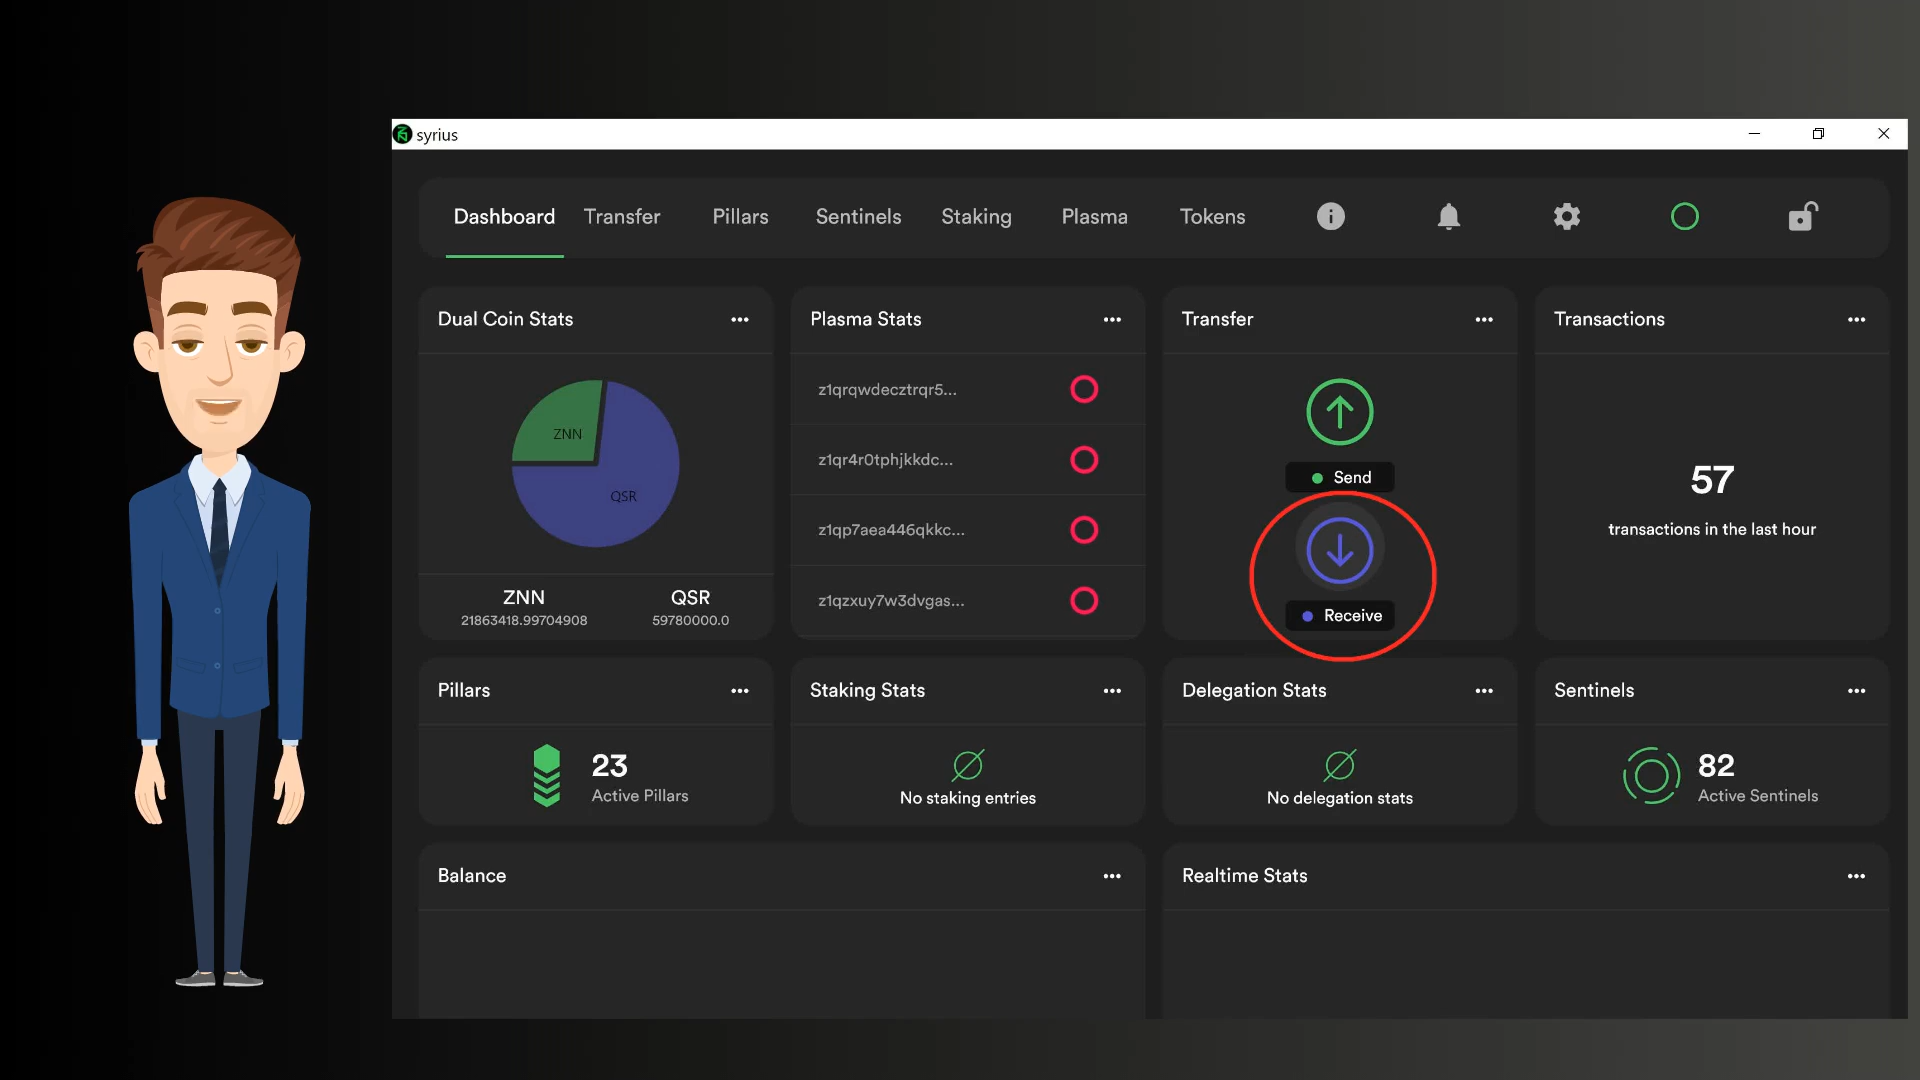 syrius
Dashboard Transfer Pillars Sentinels Staking Plasma Tokens
Dual Coin Stats
ZNN
QSR
ZNN QSR
21863418.99704908 59780000.0
Plasma Stats
z1qrqwdecztrqr5...
z1qr4r0tphjkkdc...
z1qp7aea446qkkc...
z1qzxuy7w3dvgas...
Transfer
Send
Receive
Transactions
57
transactions in the last hour
Pillars
23
Active Pillars
Staking Stats
No staking entries
Delegation Stats
No delegation stats
Sentinels
82
Active Sentinels
Balance
Realtime Stats